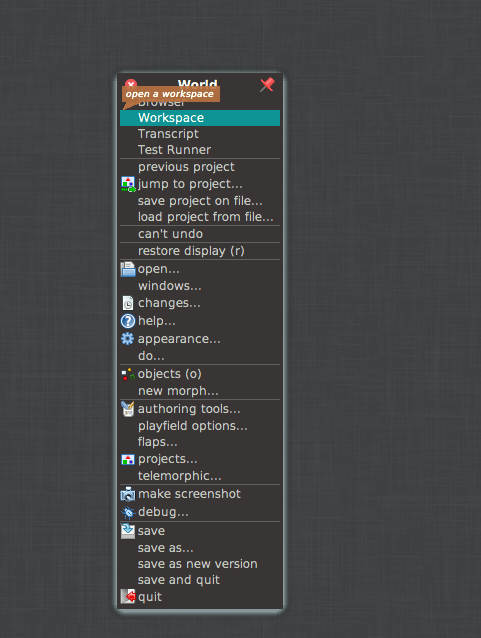 World
open a workspace
Browser
Workspace
Transcript
Test Runner
previous project
jump to project...
save project on file...
load project from file...
can't undo
restore display (r)
open...
windows...
changes...
help...
appearance...
do...
objects (o)
new morph...
authoring tools...
playfield options...
flaps...
projects...
telemorphic...
make screenshot
debug...
save
save as...
save as new version
save and quit
quit